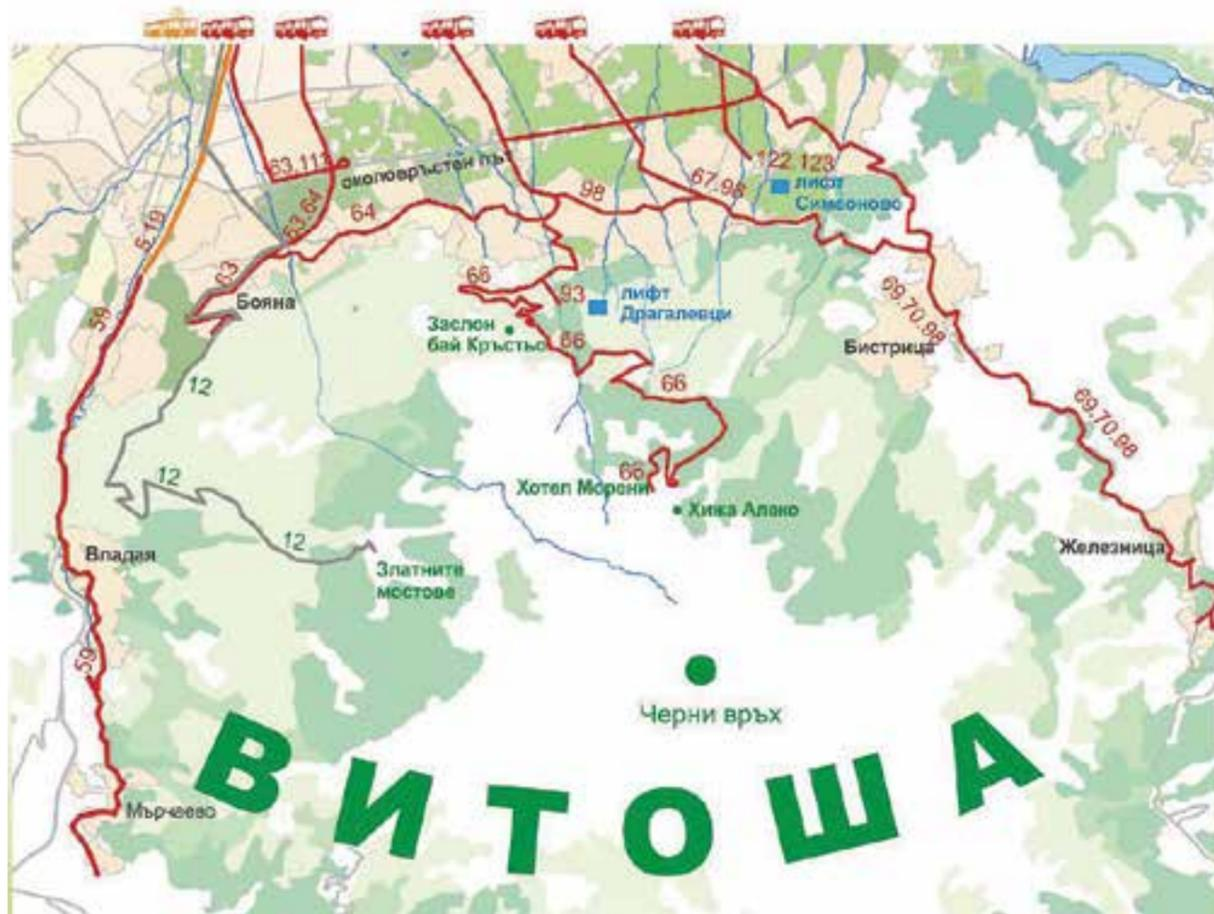 63.113
околовръстен път
122 123
лифт
Симеоново
67.98
98
63.64
64
5.19
63
Бояна
66
93
лифт
Драгалевци
59
Заслон
бай Кръстьо
66
69.70.98
Бистрица
12
66
69.70.98
12
66
Хотел Морени
Хижа Алеко
12
Владая
Железница
Златните
мостове
59
Черни връх
ВИТОША
Мърчаево